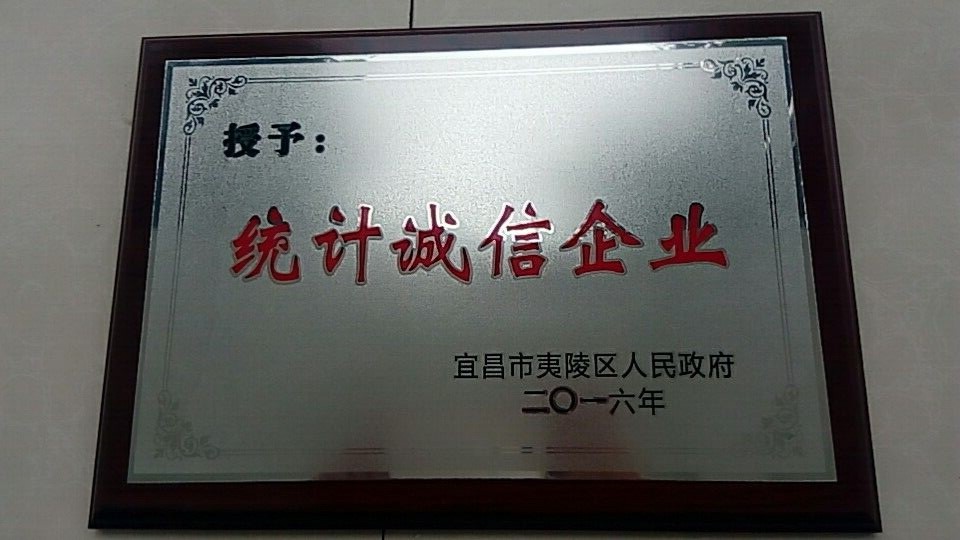 授予：
统计诚信企业
宜昌市夷陵区人民政府
二〇一六年